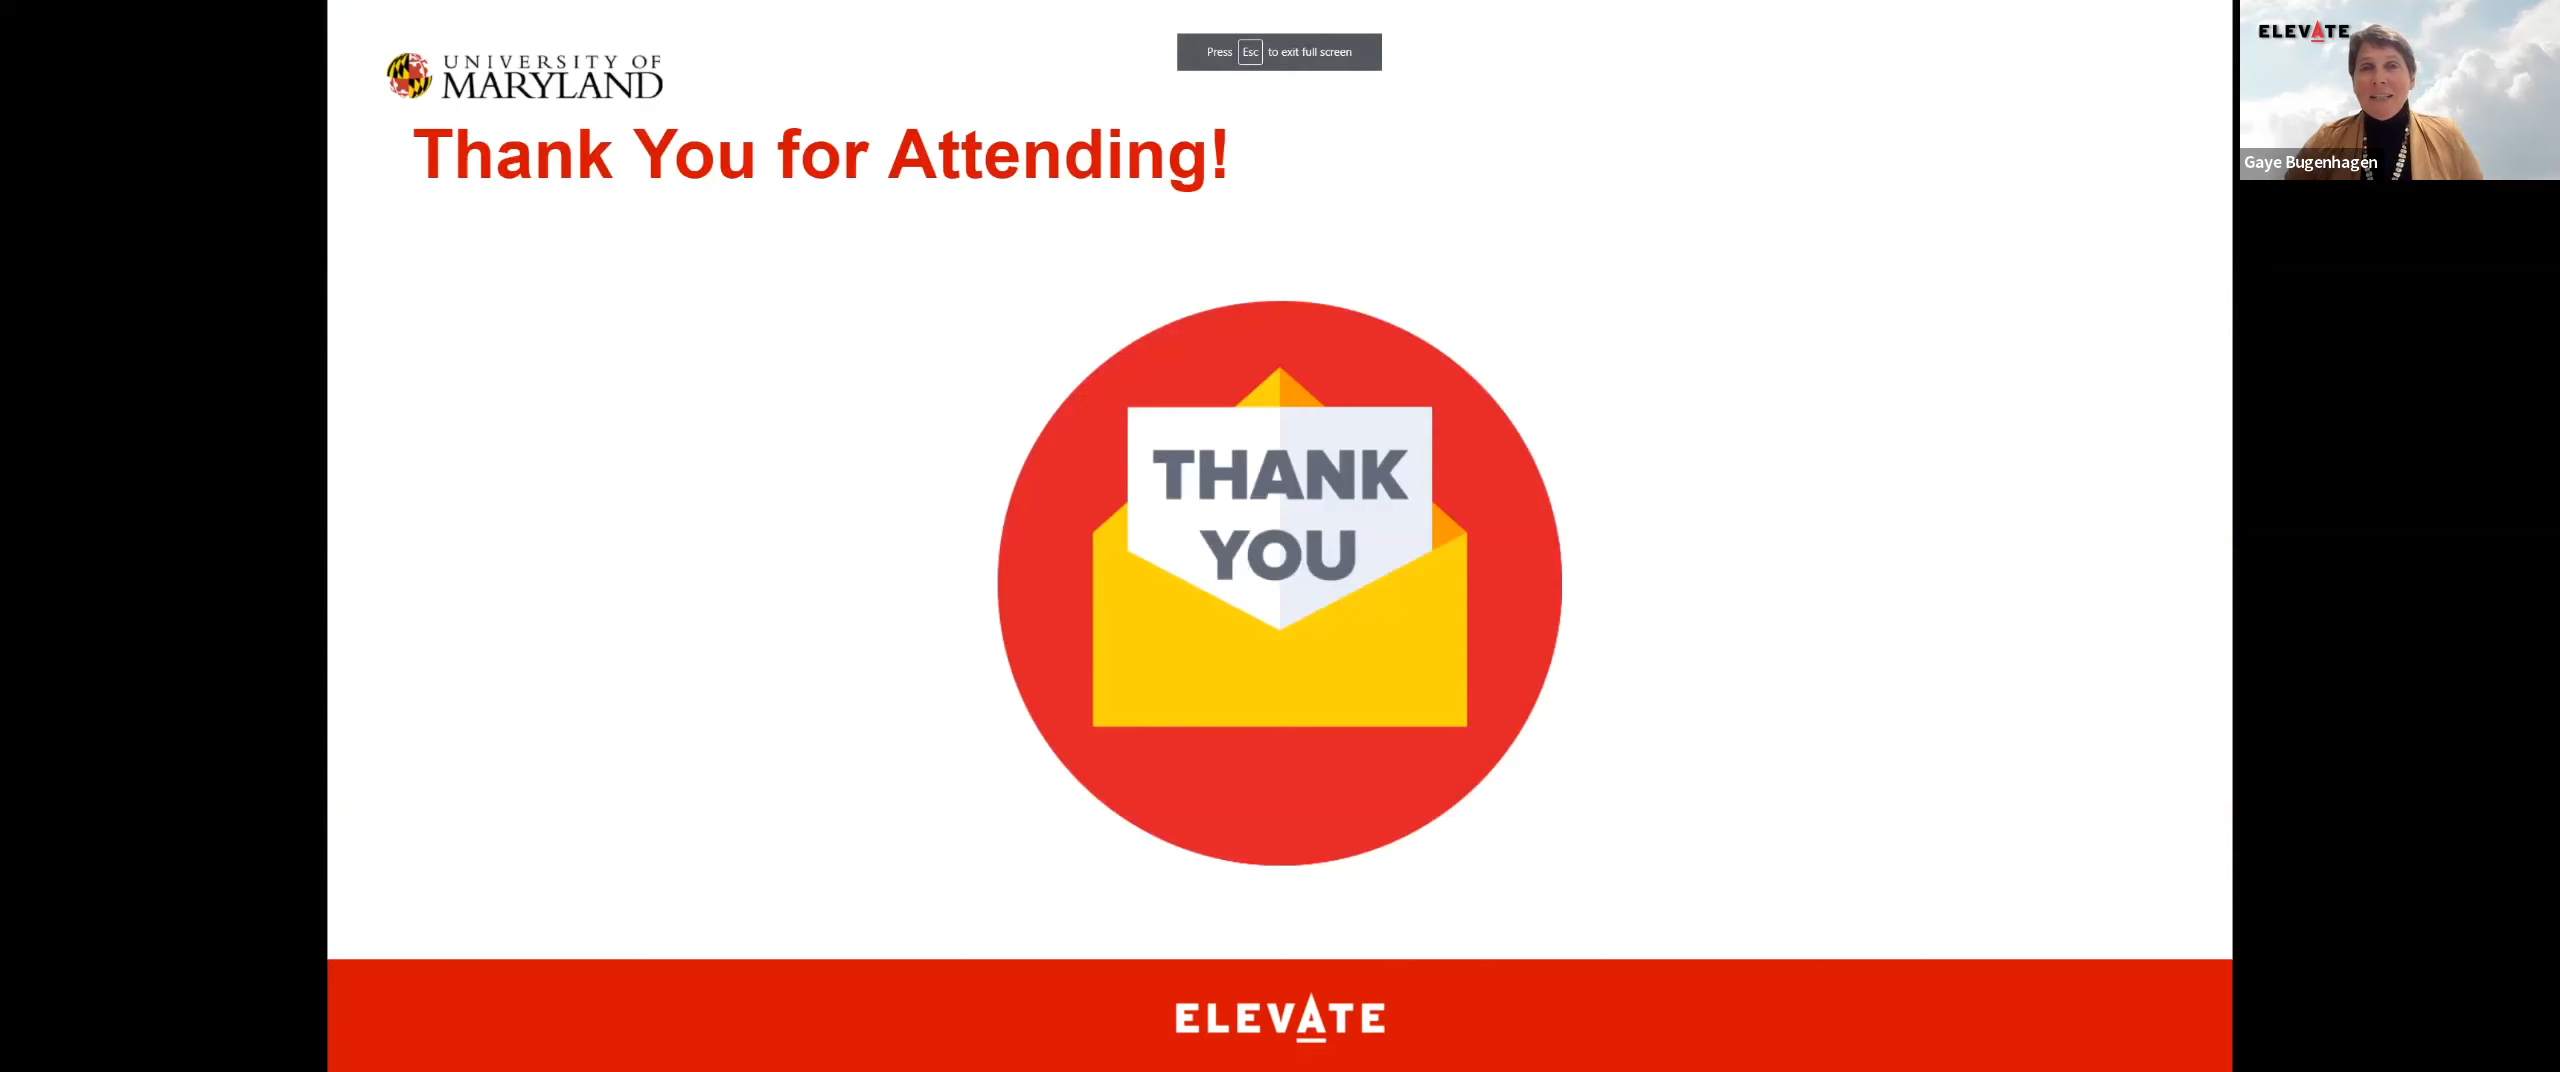 UNIVERSITY OF
MARYLAND
Press Esc to exit full screen
ELEVATE
Gaye Bugenhagen
Thank You for Attending!
THANK
YOU
ELEVATE